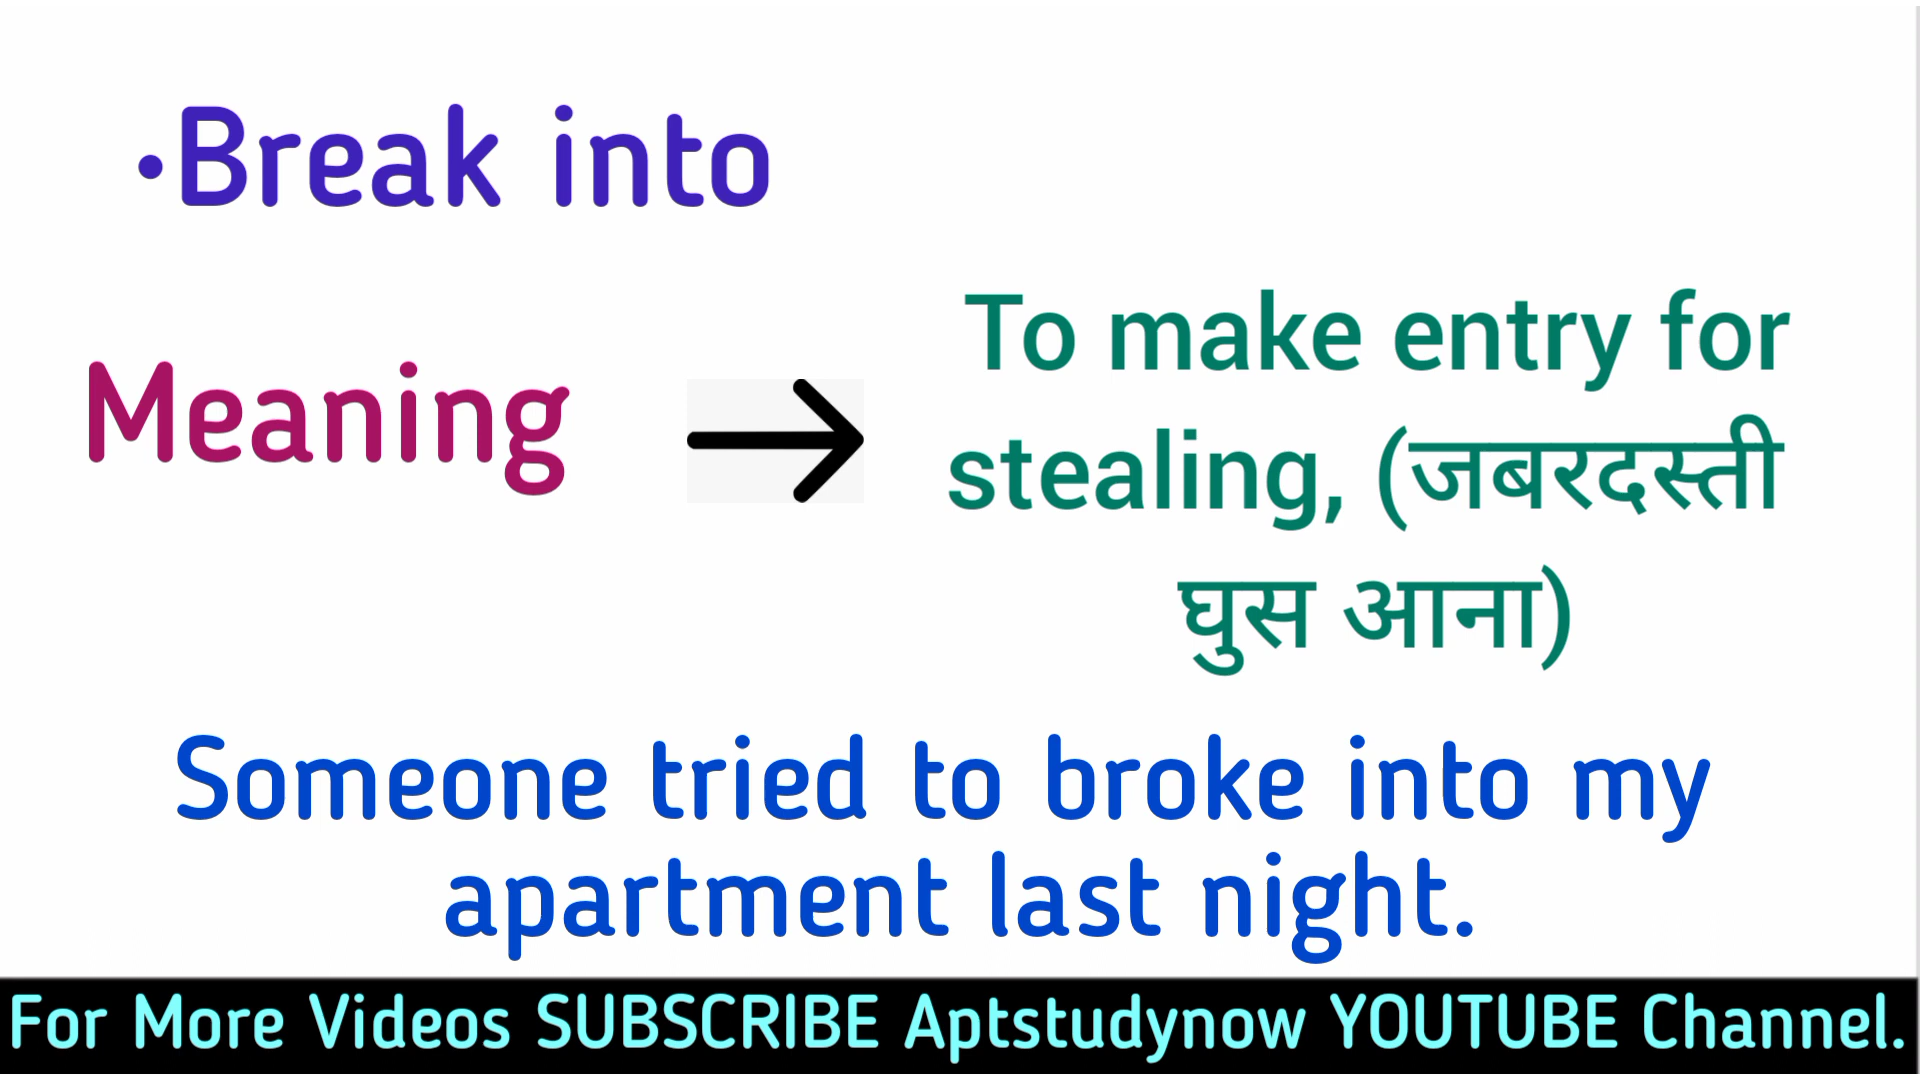 •Break into
Meaning
To make entry for
stealing, (जबरदस्ती
घुस आना)
Someone tried to broke into my
apartment last night.
For More Videos SUBSCRIBE Aptstudynow YOUTUBE Channel.